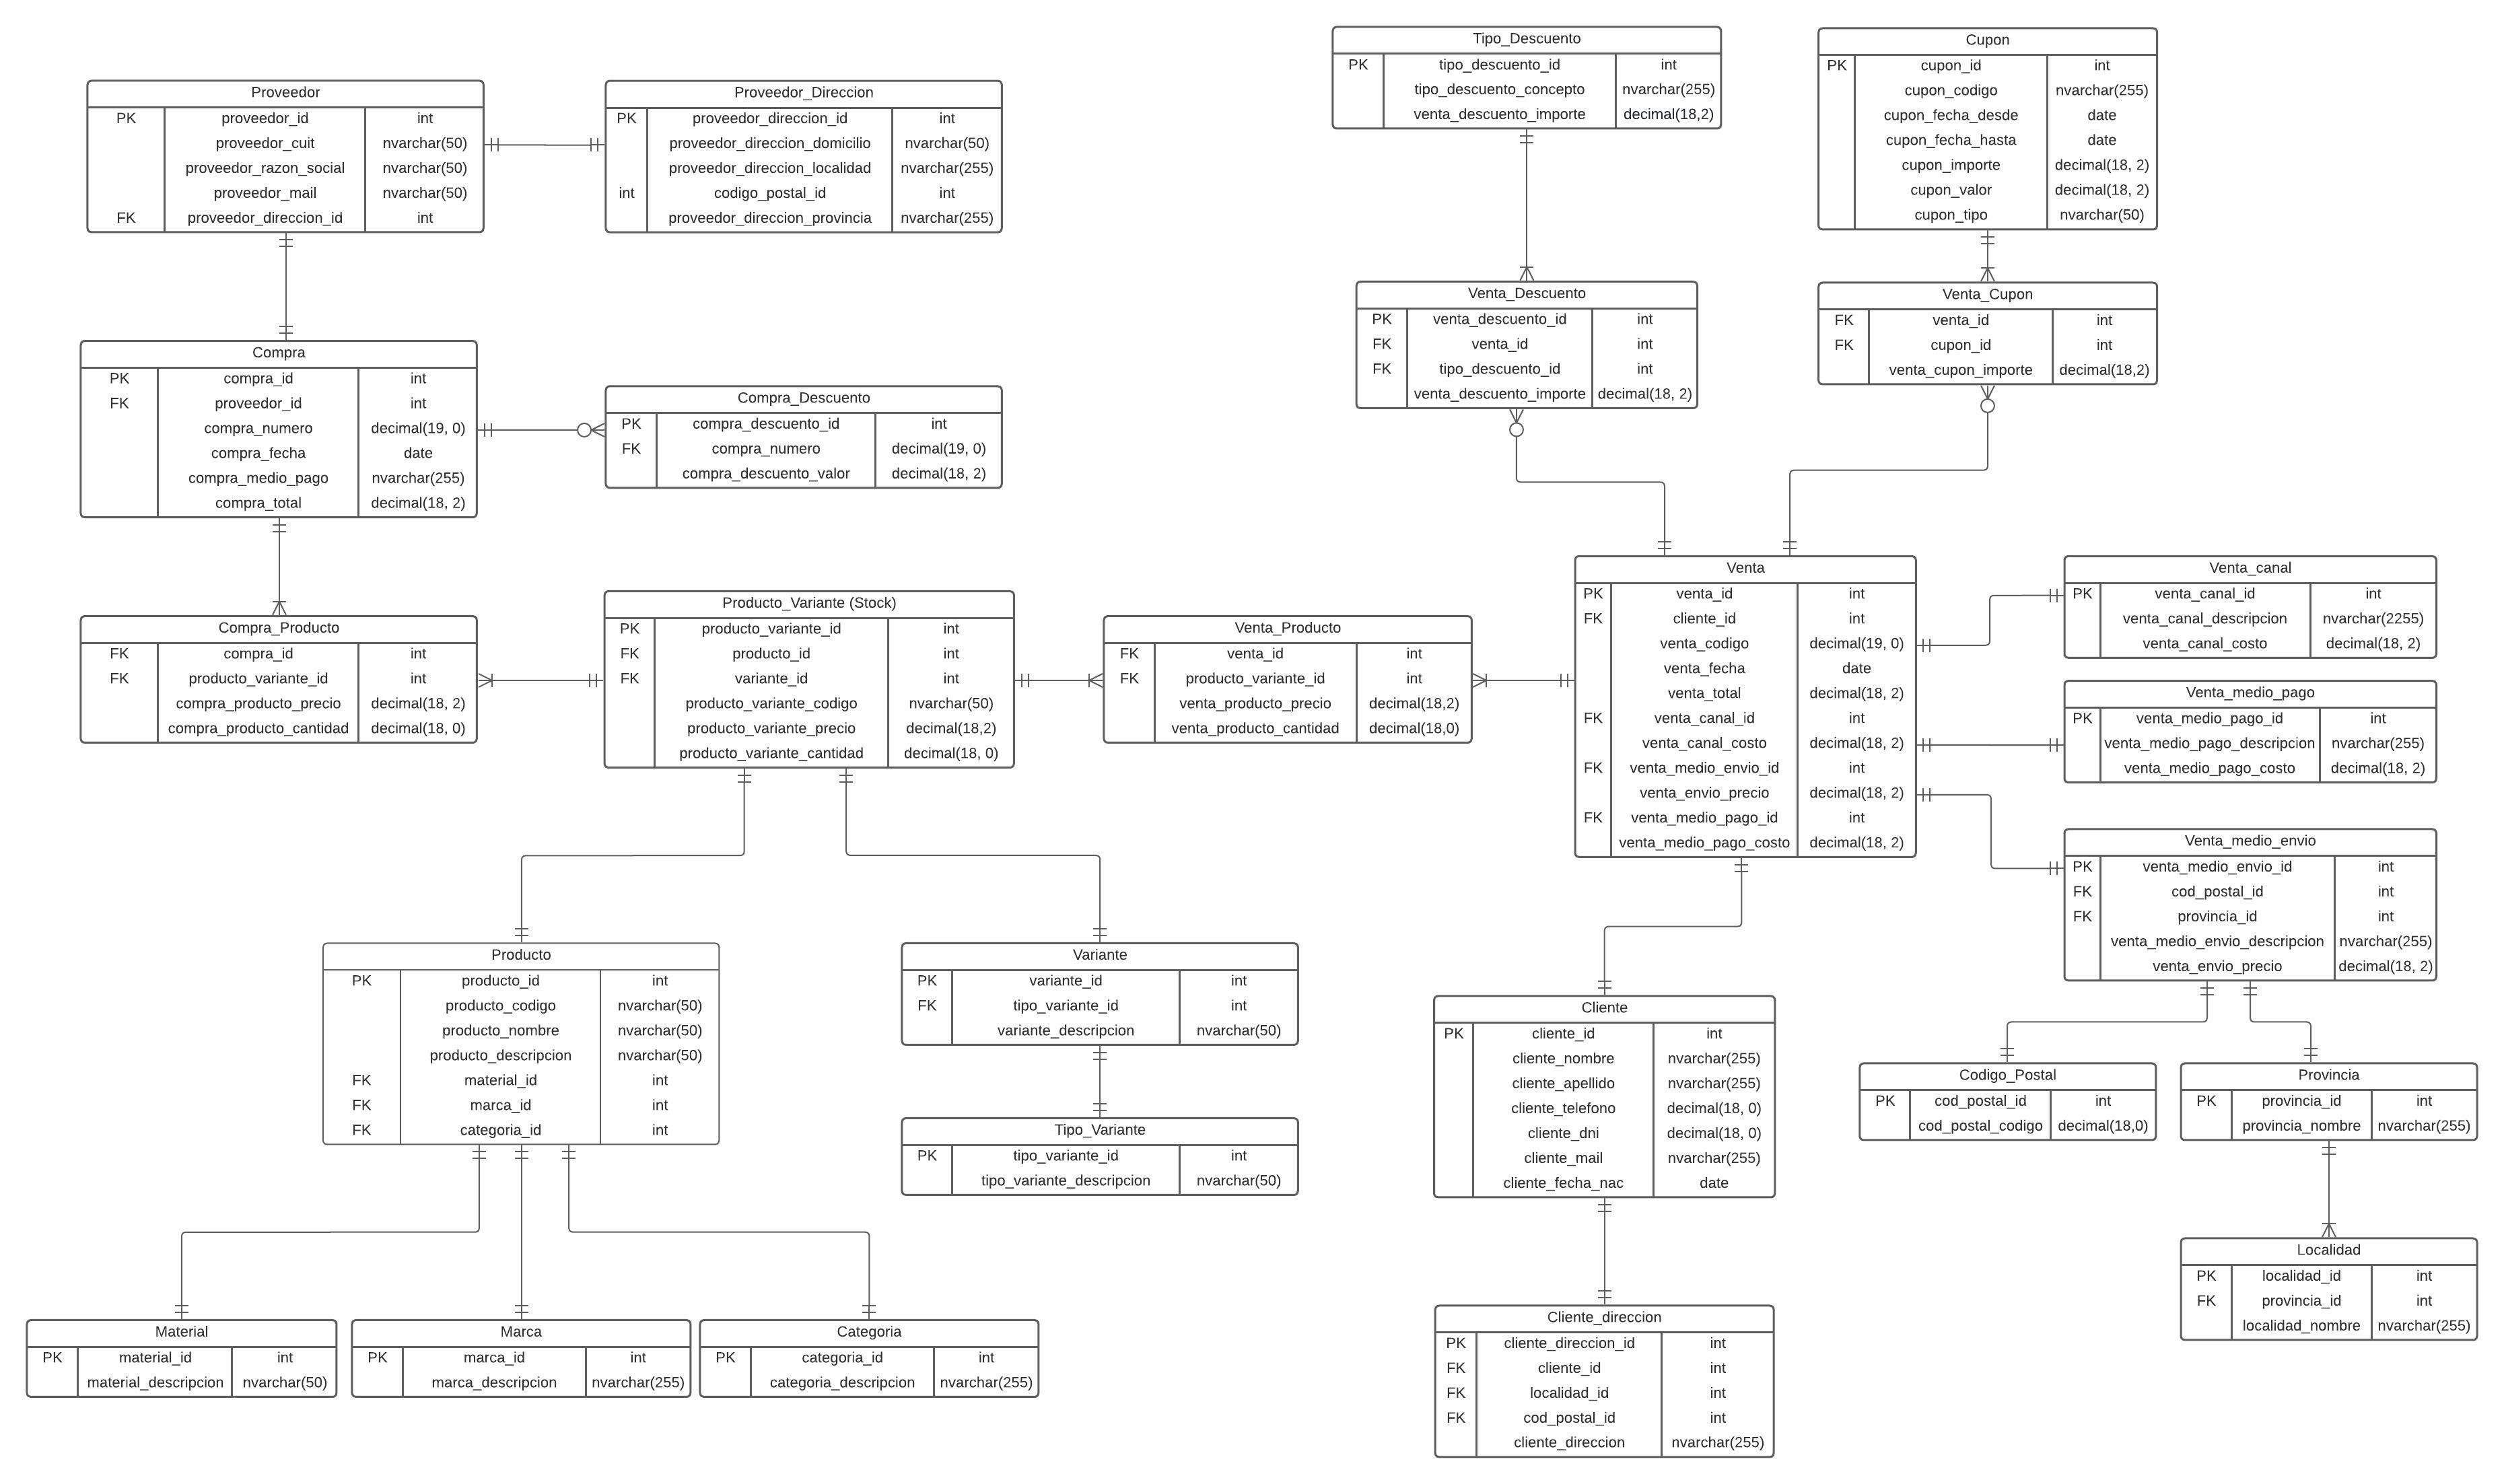 Proveedor
PK proveedor_id int
proveedor_cuit nvarchar(50)
proveedor_razon_social nvarchar(50)
proveedor_mail nvarchar(50)
FK proveedor_direccion_id int
Proveedor_Direccion
PK proveedor_direccion_id int
proveedor_direccion_domicilio nvarchar(50)
proveedor_direccion_localidad nvarchar(255)
int codigo_postal_id int
proveedor_direccion_provincia nvarchar(255)
Tipo_Descuento
PK tipo_descuento_id int
tipo_descuento_concepto nvarchar(255)
venta_descuento_importe decimal(18,2)
Cupon
PK cupon_id int
cupon_codigo nvarchar(255)
cupon_fecha_desde date
cupon_fecha_hasta date
cupon_importe decimal(18, 2)
cupon_valor decimal(18, 2)
cupon_tipo nvarchar(50)
Venta_Descuento
PK venta_descuento_id int
FK venta_id int
FK tipo_descuento_id int
venta_descuento_importe decimal(18, 2)
Venta_Cupon
FK venta_id int
FK cupon_id int
venta_cupon_importe decimal(18,2)
Compra
PK compra_id int
FK proveedor_id int
compra_numero decimal(19, 0)
compra_fecha date
compra_medio_pago nvarchar(255)
compra_total decimal(18, 2)
Compra_Descuento
PK compra_descuento_id int
FK compra_numero decimal(19, 0)
compra_descuento_valor decimal(18, 2)
Compra_Producto
FK compra_id int
FK producto_variante_id int
compra_producto_precio decimal(18, 2)
compra_producto_cantidad decimal(18, 0)
Producto_Variante (Stock)
PK producto_variante_id int
FK producto_id int
FK variante_id int
producto_variante_codigo nvarchar(50)
producto_variante_precio decimal(18,2)
producto_variante_cantidad decimal(18, 0)
Venta_Producto
FK venta_id int
FK producto_variante_id int
venta_producto_precio decimal(18,2)
venta_producto_cantidad decimal(18,0)
Venta
PK venta_id int
FK cliente_id int
venta_codigo decimal(19, 0)
venta_fecha date
venta_total decimal(18, 2)
FK venta_canal_id int
venta_canal_costo decimal(18, 2)
FK venta_medio_envio_id int
venta_envio_precio decimal(18, 2)
FK venta_medio_pago_id int
venta_medio_pago_costo decimal(18, 2)
Venta_canal
PK venta_canal_id int
venta_canal_descripcion nvarchar(2255)
venta_canal_costo decimal(18, 2)
Venta_medio_pago
PK venta_medio_pago_id int
venta_medio_pago_descripcion nvarchar(255)
venta_medio_pago_costo decimal(18, 2)
Venta_medio_envio
PK venta_medio_envio_id int
FK cod_postal_id int
FK provincia_id int
venta_medio_envio_descripcion nvarchar(255)
venta_envio_precio decimal(18, 2)
Producto
PK producto_id int
producto_codigo nvarchar(50)
producto_nombre nvarchar(50)
producto_descripcion nvarchar(50)
FK material_id int
FK marca_id int
FK categoria_id int
Variante
PK variante_id int
FK tipo_variante_id int
variante_descripcion nvarchar(50)
Tipo_Variante
PK tipo_variante_id int
tipo_variante_descripcion nvarchar(50)
Cliente
PK cliente_id int
cliente_nombre nvarchar(255)
cliente_apellido nvarchar(255)
cliente_telefono decimal(18, 0)
cliente_dni decimal(18, 0)
cliente_mail nvarchar(255)
cliente_fecha_nac date
Codigo_Postal
PK cod_postal_id int
cod_postal_codigo decimal(18,0)
Provincia
PK provincia_id int
provincia_nombre nvarchar(255)
Localidad
PK localidad_id int
FK provincia_id int
localidad_nombre nvarchar(255)
Material
PK material_id int
material_descripcion nvarchar(50)
Marca
PK marca_id int
marca_descripcion nvarchar(255)
Categoria
PK categoria_id int
categoria_descripcion nvarchar(255)
Cliente_direccion
PK cliente_direccion_id int
FK cliente_id int
FK localidad_id int
FK cod_postal_id int
cliente_direccion nvarchar(255)